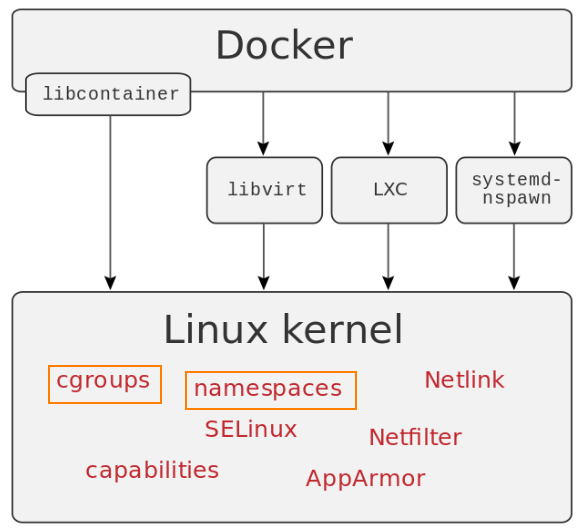 Docker
libcontainer
libvirt
LXC
systemd-
nspawn
Linux kernel
cgroups
namespaces
Netlink
SELinux
Netfilter
capabilities
AppArmor